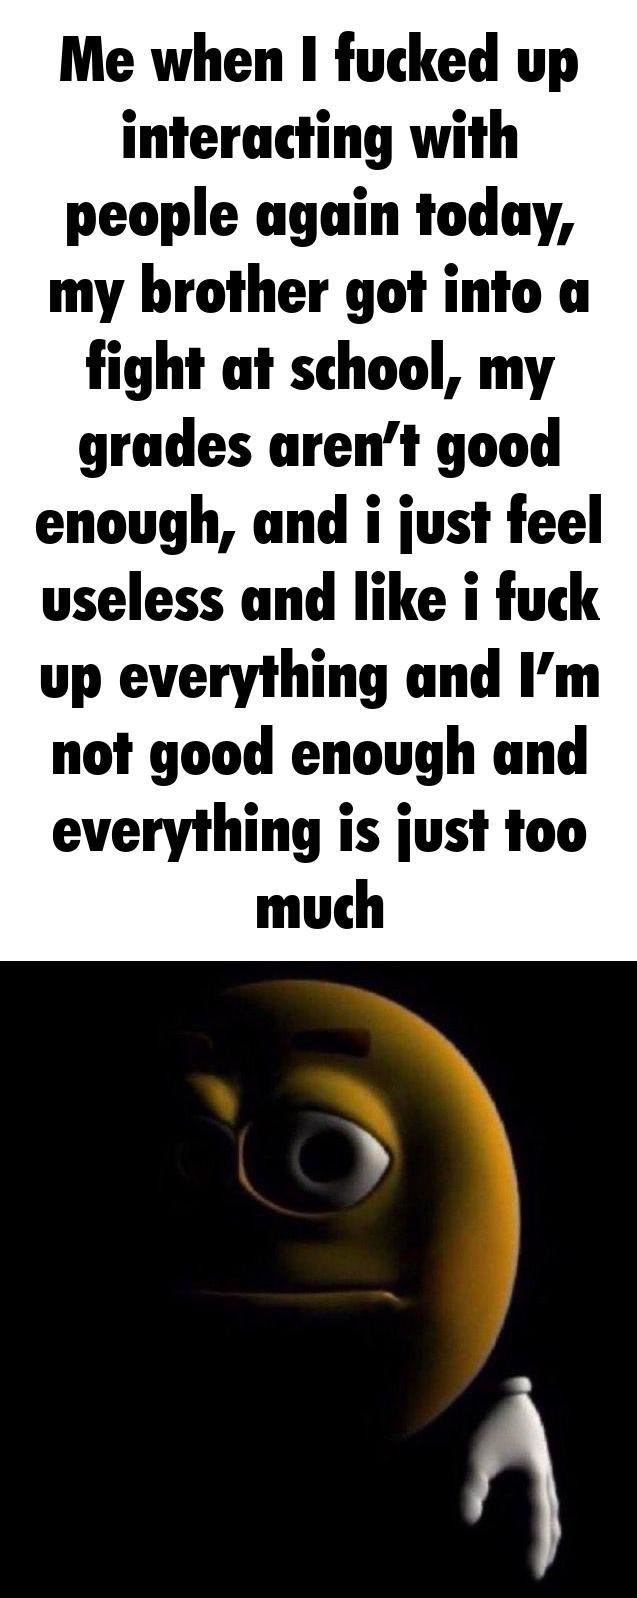 Me when I fucked up
interacting with
people again today,
my brother got into a
fight at school, my
grades aren’t good
enough, and i just feel
useless and like i fuck
up everything and I’m
not good enough and
everything is just too
much